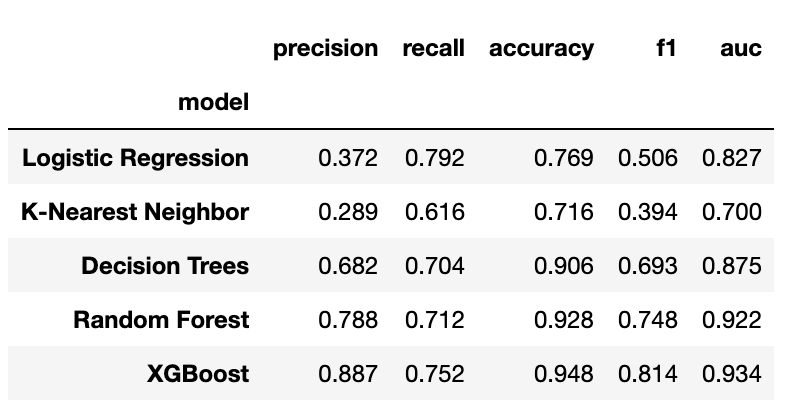 precision recall accuracy f1 auc
model
Logistic Regression 0.372 0.792 0.769 0.506 0.827
K-Nearest Neighbor 0.289 0.616 0.716 0.394 0.700
Decision Trees 0.682 0.704 0.906 0.693 0.875
Random Forest 0.788 0.712 0.928 0.748 0.922
XGBoost 0.887 0.752 0.948 0.814 0.934